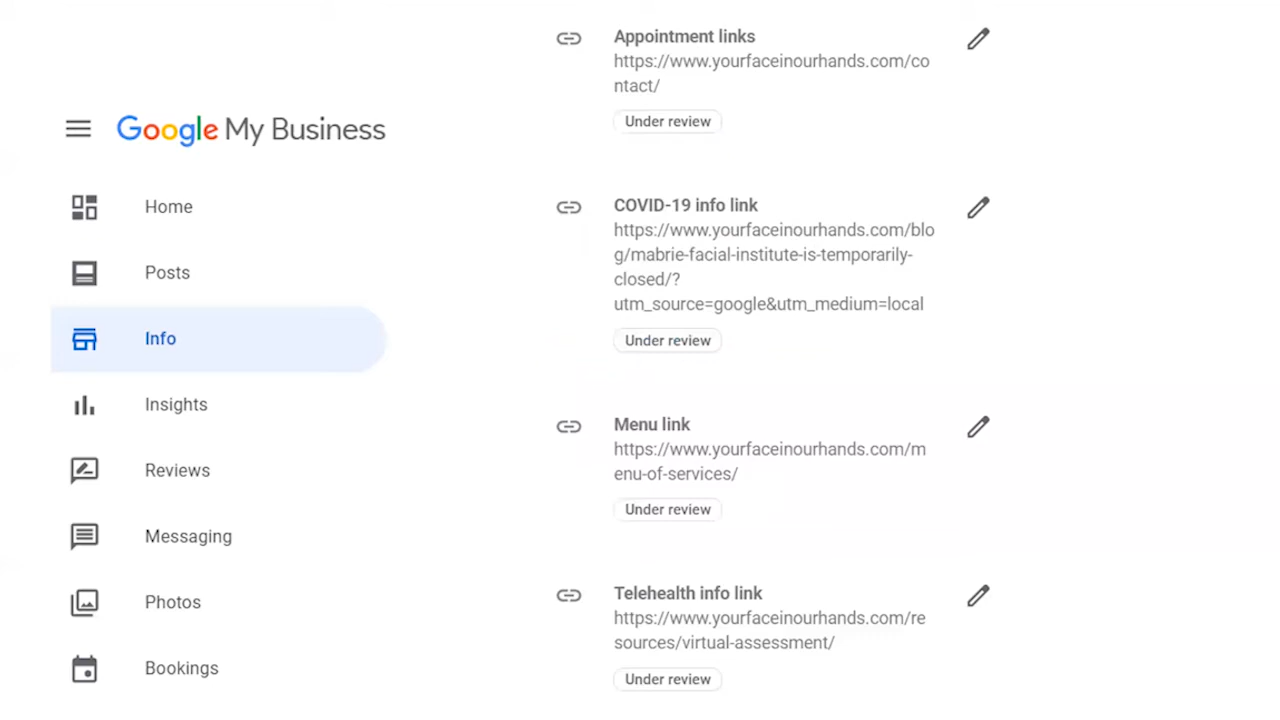 Google My Business
Home
Posts
Info
Insights
Reviews
Messaging
Photos
Bookings
Appointment links
https://www.yourfaceinourhands.com/co
ntact/
Under review
COVID-19 info link
https://www.yourfaceinourhands.com/blo
g/mabrie-facial-institute-is-temporarily-
closed/?
utm_source=google&utm_medium=local
Under review
Menu link
https://www.yourfaceinourhands.com/m
enu-of-services/
Under review
Telehealth info link
https://www.yourfaceinourhands.com/re
sources/virtual-assessment/
Under review